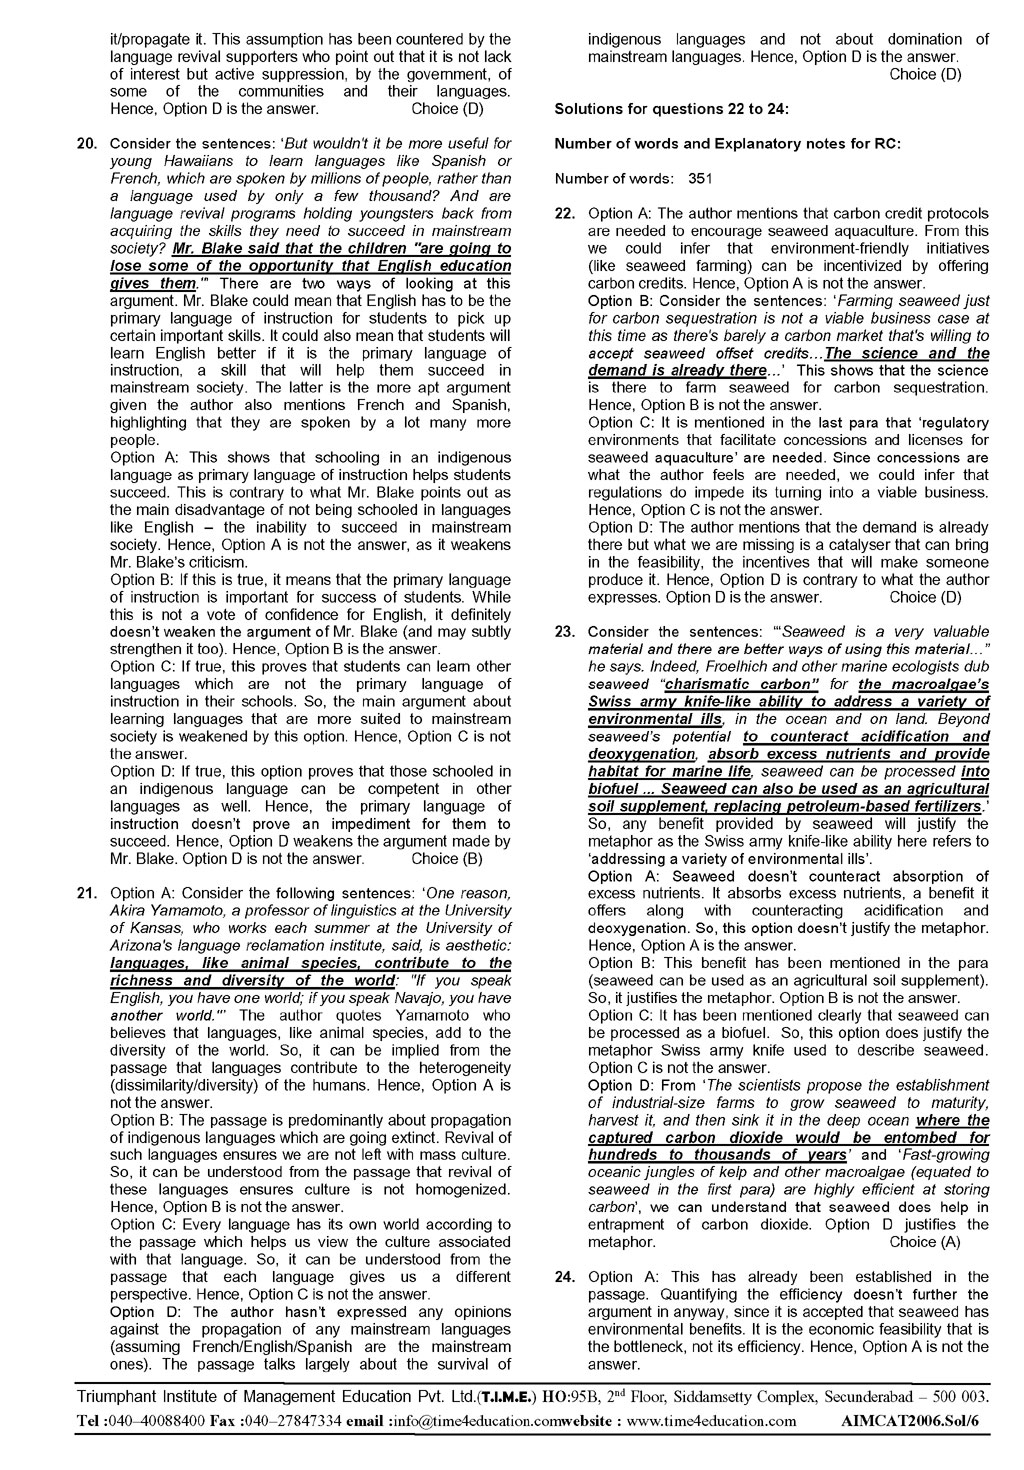 it/propagate it. This assumption has been countered by the
language revival supporters who point out that it is not lack
of interest but active suppression, by the government, of
some of the communities and their languages.
Hence, Option D is the answer. Choice (D)
20. Consider the sentences: ‘But wouldn't it be more useful for
young Hawaiians to learn languages like Spanish or
French, which are spoken by millions of people, rather than
a language used by only a few thousand? And are
language revival programs holding youngsters back from
acquiring the skills they need to succeed in mainstream
society? Mr. Blake said that the children "are going to
lose some of the opportunity that English education
gives them."’ There are two ways of looking at this
argument. Mr. Blake could mean that English has to be the
primary language of instruction for students to pick up
certain important skills. It could also mean that students will
learn English better if it is the primary language of
instruction, a skill that will help them succeed in
mainstream society. The latter is the more apt argument
given the author also mentions French and Spanish,
highlighting that they are spoken by a lot many more
people.
Option A: This shows that schooling in an indigenous
language as primary language of instruction helps students
succeed. This is contrary to what Mr. Blake points out as
the main disadvantage of not being schooled in languages
like English – the inability to succeed in mainstream
society. Hence, Option A is not the answer, as it weakens
Mr. Blake’s criticism.
Option B: If this is true, it means that the primary language
of instruction is important for success of students. While
this is not a vote of confidence for English, it definitely
doesn’t weaken the argument of Mr. Blake (and may subtly
strengthen it too). Hence, Option B is the answer.
Option C: If true, this proves that students can learn other
languages which are not the primary language of
instruction in their schools. So, the main argument about
learning languages that are more suited to mainstream
society is weakened by this option. Hence, Option C is not
the answer.
Option D: If true, this option proves that those schooled in
an indigenous language can be competent in other
languages as well. Hence, the primary language of
instruction doesn’t prove an impediment for them to
succeed. Hence, Option D weakens the argument made by
Mr. Blake. Option D is not the answer. Choice (B)
21. Option A: Consider the following sentences: ‘One reason,
Akira Yamamoto, a professor of linguistics at the University
of Kansas, who works each summer at the University of
Arizona's language reclamation institute, said, is aesthetic:
languages, like animal species, contribute to the
richness and diversity of the world: "If you speak
English, you have one world; if you speak Navajo, you have
another world."’ The author quotes Yamamoto who
believes that languages, like animal species, add to the
diversity of the world. So, it can be implied from the
passage that languages contribute to the heterogeneity
(dissimilarity/diversity) of the humans. Hence, Option A is
not the answer.
Option B: The passage is predominantly about propagation
of indigenous languages which are going extinct. Revival of
such languages ensures we are not left with mass culture.
So, it can be understood from the passage that revival of
these languages ensures culture is not homogenized.
Hence, Option B is not the answer.
Option C: Every language has its own world according to
the passage which helps us view the culture associated
with that language. So, it can be understood from the
passage that each language gives us a different
perspective. Hence, Option C is not the answer.
Option D: The author hasn’t expressed any opinions
against the propagation of any mainstream languages
(assuming French/English/Spanish are the mainstream
ones). The passage talks largely about the survival of
indigenous languages and not about domination of
mainstream languages. Hence, Option D is the answer.
Choice (D)
Solutions for questions 22 to 24:
Number of words and Explanatory notes for RC:
Number of words: 351
22. Option A: The author mentions that carbon credit protocols
are needed to encourage seaweed aquaculture. From this
we could infer that environment-friendly initiatives
(like seaweed farming) can be incentivized by offering
carbon credits. Hence, Option A is not the answer.
Option B: Consider the sentences: ‘Farming seaweed just
for carbon sequestration is not a viable business case at
this time as there's barely a carbon market that's willing to
accept seaweed offset credits…The science and the
demand is already there…’ This shows that the science
is there to farm seaweed for carbon sequestration.
Hence, Option B is not the answer.
Option C: It is mentioned in the last para that ‘regulatory
environments that facilitate concessions and licenses for
seaweed aquaculture’ are needed. Since concessions are
what the author feels are needed, we could infer that
regulations do impede its turning into a viable business.
Hence, Option C is not the answer.
Option D: The author mentions that the demand is already
there but what we are missing is a catalyser that can bring
in the feasibility, the incentives that will make someone
produce it. Hence, Option D is contrary to what the author
expresses. Option D is the answer. Choice (D)
23. Consider the sentences: ‘“Seaweed is a very valuable
material and there are better ways of using this material…”
he says. Indeed, Froelhich and other marine ecologists dub
seaweed “charismatic carbon” for the macroalgae’s
Swiss army knife-like ability to address a variety of
environmental ills, in the ocean and on land. Beyond
seaweed’s potential to counteract acidification and
deoxygenation, absorb excess nutrients and provide
habitat for marine life, seaweed can be processed into
biofuel ... Seaweed can also be used as an agricultural
soil supplement, replacing petroleum-based fertilizers.’
So, any benefit provided by seaweed will justify the
metaphor as the Swiss army knife-like ability here refers to
‘addressing a variety of environmental ills’.
Option A: Seaweed doesn’t counteract absorption of
excess nutrients. It absorbs excess nutrients, a benefit it
offers along with counteracting acidification and
deoxygenation. So, this option doesn’t justify the metaphor.
Hence, Option A is the answer.
Option B: This benefit has been mentioned in the para
(seaweed can be used as an agricultural soil supplement).
So, it justifies the metaphor. Option B is not the answer.
Option C: It has been mentioned clearly that seaweed can
be processed as a biofuel. So, this option does justify the
metaphor Swiss army knife used to describe seaweed.
Option C is not the answer.
Option D: From ‘The scientists propose the establishment
of industrial-size farms to grow seaweed to maturity,
harvest it, and then sink it in the deep ocean where the
captured carbon dioxide would be entombed for
hundreds to thousands of years’ and ‘Fast-growing
oceanic jungles of kelp and other macroalgae (equated to
seaweed in the first para) are highly efficient at storing
carbon’, we can understand that seaweed does help in
entrapment of carbon dioxide. Option D justifies the
metaphor. Choice (A)
24. Option A: This has already been established in the
passage. Quantifying the efficiency doesn’t further the
argument in anyway, since it is accepted that seaweed has
environmental benefits. It is the economic feasibility that is
the bottleneck, not its efficiency. Hence, Option A is not the
answer.
Triumphant Institute of Management Education Pvt. Ltd.(T.I.M.E.) HO:95B, 2nd Floor, Siddamsetty Complex, Secunderabad – 500 003.
Tel :040–40088400 Fax :040–27847334 email :info@time4education.comwebsite : www.time4education.com AIMCAT2006.Sol/6